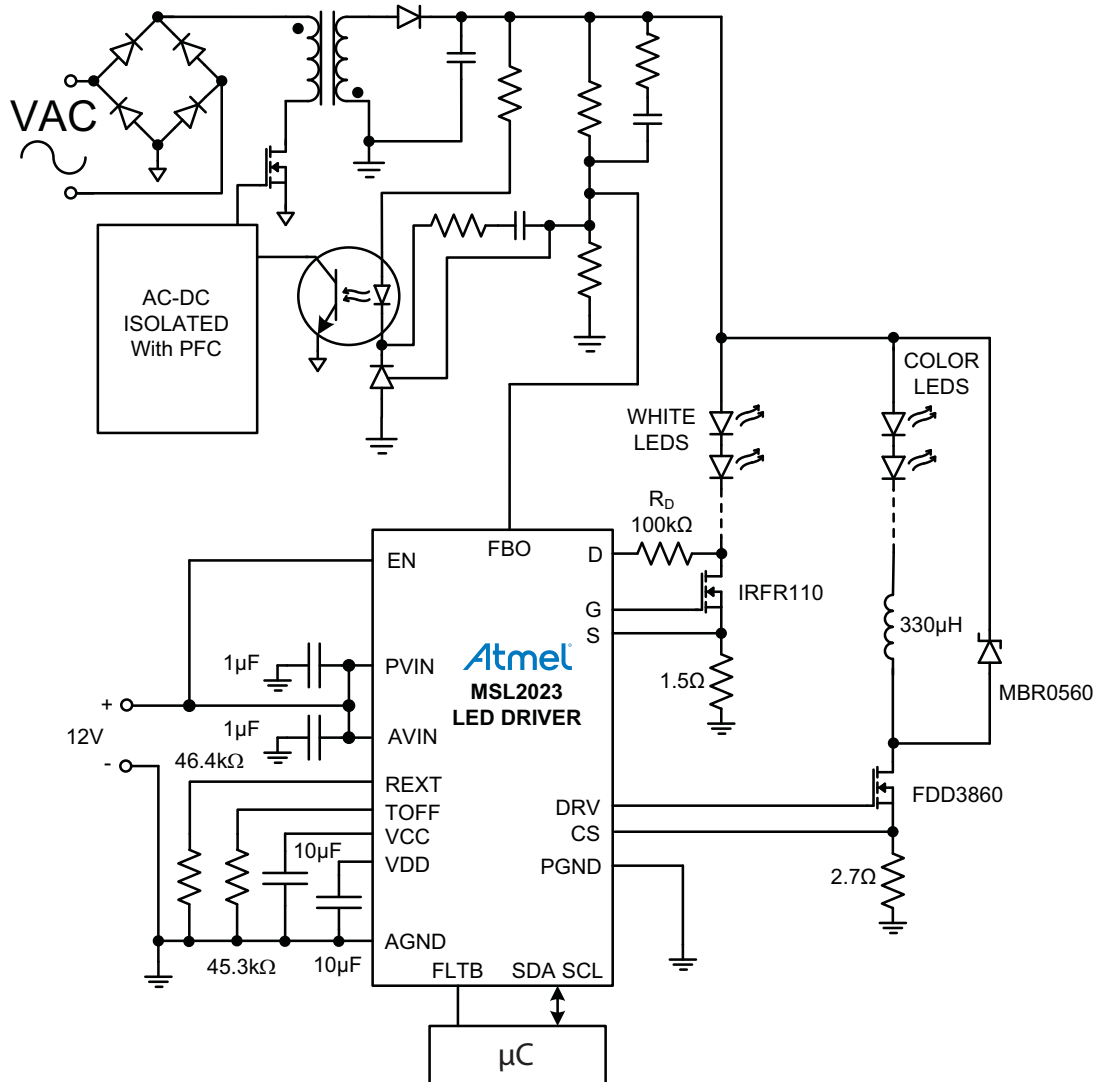 VAC
AC-DC
ISOLATED
With PFC
COLOR
LEDS
WHITE
LEDS
RD
100kΩ
FBO
EN
D
IRFR110
G
S
330µH
1µF
PVIN
Atmel®
MSL2023
LED DRIVER
1.5Ω
MBR0560
+
12V
-
1µF
AVIN
46.4kΩ
REXT
TOFF
VCC
VDD
10µF
DRV
CS
FDD3860
PGND
2.7Ω
AGND
45.3kΩ
10µF
FLTB
SDA SCL
µC